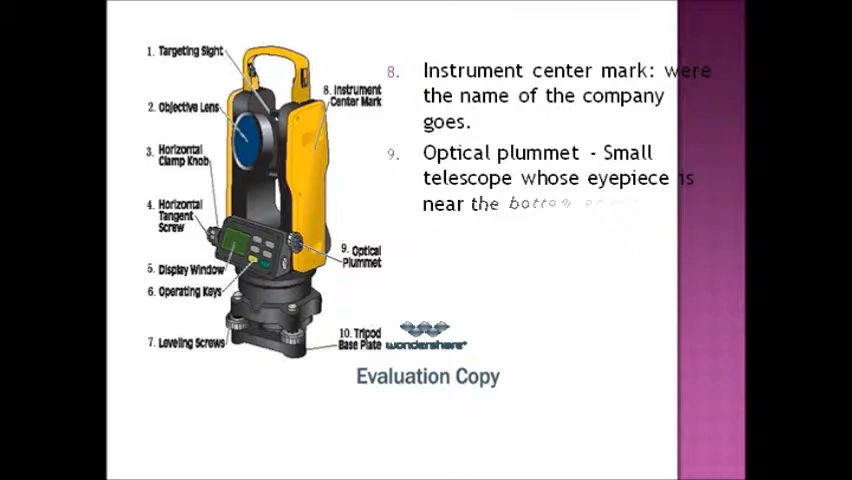 1. Targeting Sight
2. Objective Lens
3. Horizontal
Clamp Knob
4. Horizontal
Tangent
Screw
5. Display Window
6. Operating Keys
7. Leveling Screws
8. Instrument
Center Mark
9. Optical
Plummet
10. Tripod
Base Plate
8. Instrument center mark: were
the name of the company
goes.
9. Optical plummet - Small
telescope whose eyepiece is
near the bottom
wondershare
Evaluation Copy